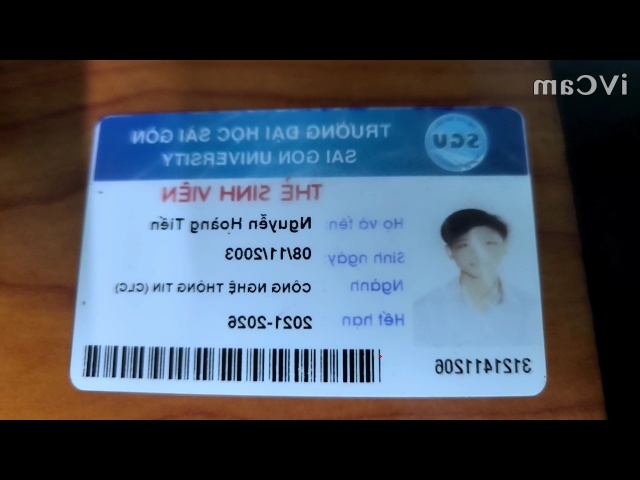 iVCam
TRƯỜNG ĐẠI HỌC SÀI GÒN
SAI GON UNIVERSITY
SGU
THẺ SINH VIÊN
Họ và tên: Nguyễn Hoàng Tiến
Sinh ngày: 08/11/2003
Ngành CÔNG NGHỆ THÔNG TIN (CLC)
Hết hạn 2021-2026
3121411206